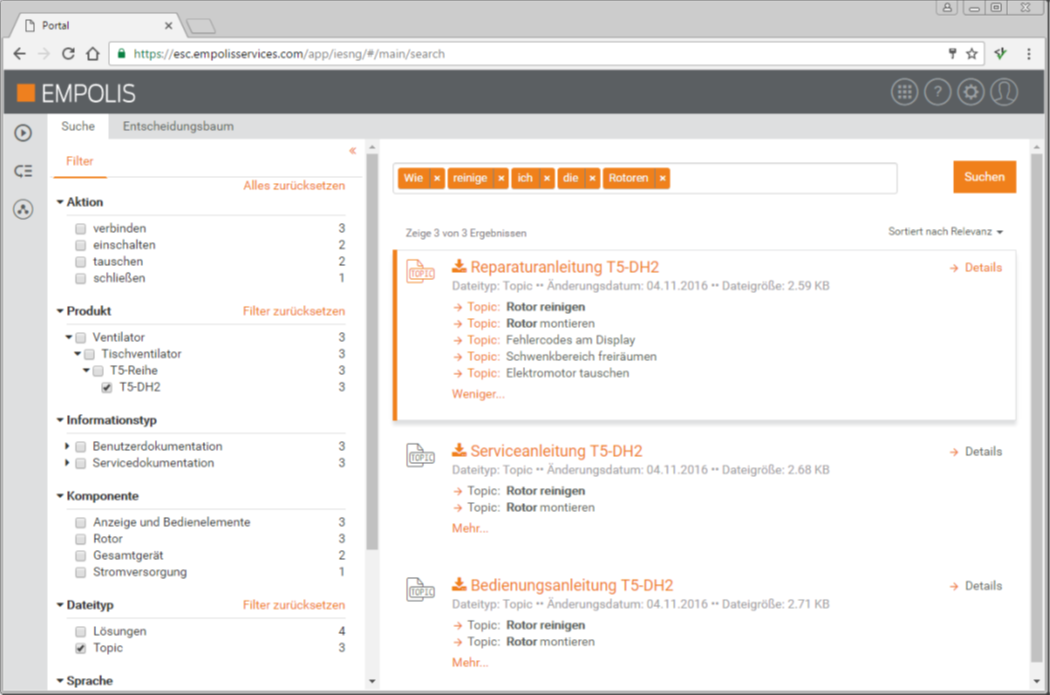 Portal
https://esc.empolisservices.com/app/iesng/#/main/search
EMPOLIS
?
Suche Entscheidungsbaum
Filter
Alles zurücksetzen
Aktion
verbinden 3
einschalten 2
tauschen 2
schließen 1
Produkt Filter zurücksetzen
Ventilator 3
Tischventilator 3
T5-Reihe 3
T5-DH2 3
Informationstyp
Benutzerdokumentation 3
Servicedokumentation 3
Komponente
Anzeige und Bedienelemente 3
Rotor 3
Gesamtgerät 2
Stromversorgung 1
Dateityp Filter zurücksetzen
Lösungen 4
Topic 3
Sprache
Wie × reinige × ich × die × Rotoren ×
Suchen
Zeige 3 von 3 Ergebnissen Sortiert nach Relevanz
TOPIC
Reparaturanleitung T5-DH2 Details
Dateityp: Topic •• Änderungsdatum: 04.11.2016 •• Dateigröße: 2.59 KB
Topic: Rotor reinigen
Topic: Rotor montieren
Topic: Fehlercodes am Display
Topic: Schwenkbereich freiräumen
Topic: Elektromotor tauschen
Weniger...
TOPIC
Serviceanleitung T5-DH2 Details
Dateityp: Topic •• Änderungsdatum: 04.11.2016 •• Dateigröße: 2.68 KB
Topic: Rotor reinigen
Topic: Rotor montieren
Mehr...
TOPIC
Bedienungsanleitung T5-DH2 Details
Dateityp: Topic •• Änderungsdatum: 04.11.2016 •• Dateigröße: 2.71 KB
Topic: Rotor reinigen
Topic: Rotor montieren
Mehr...